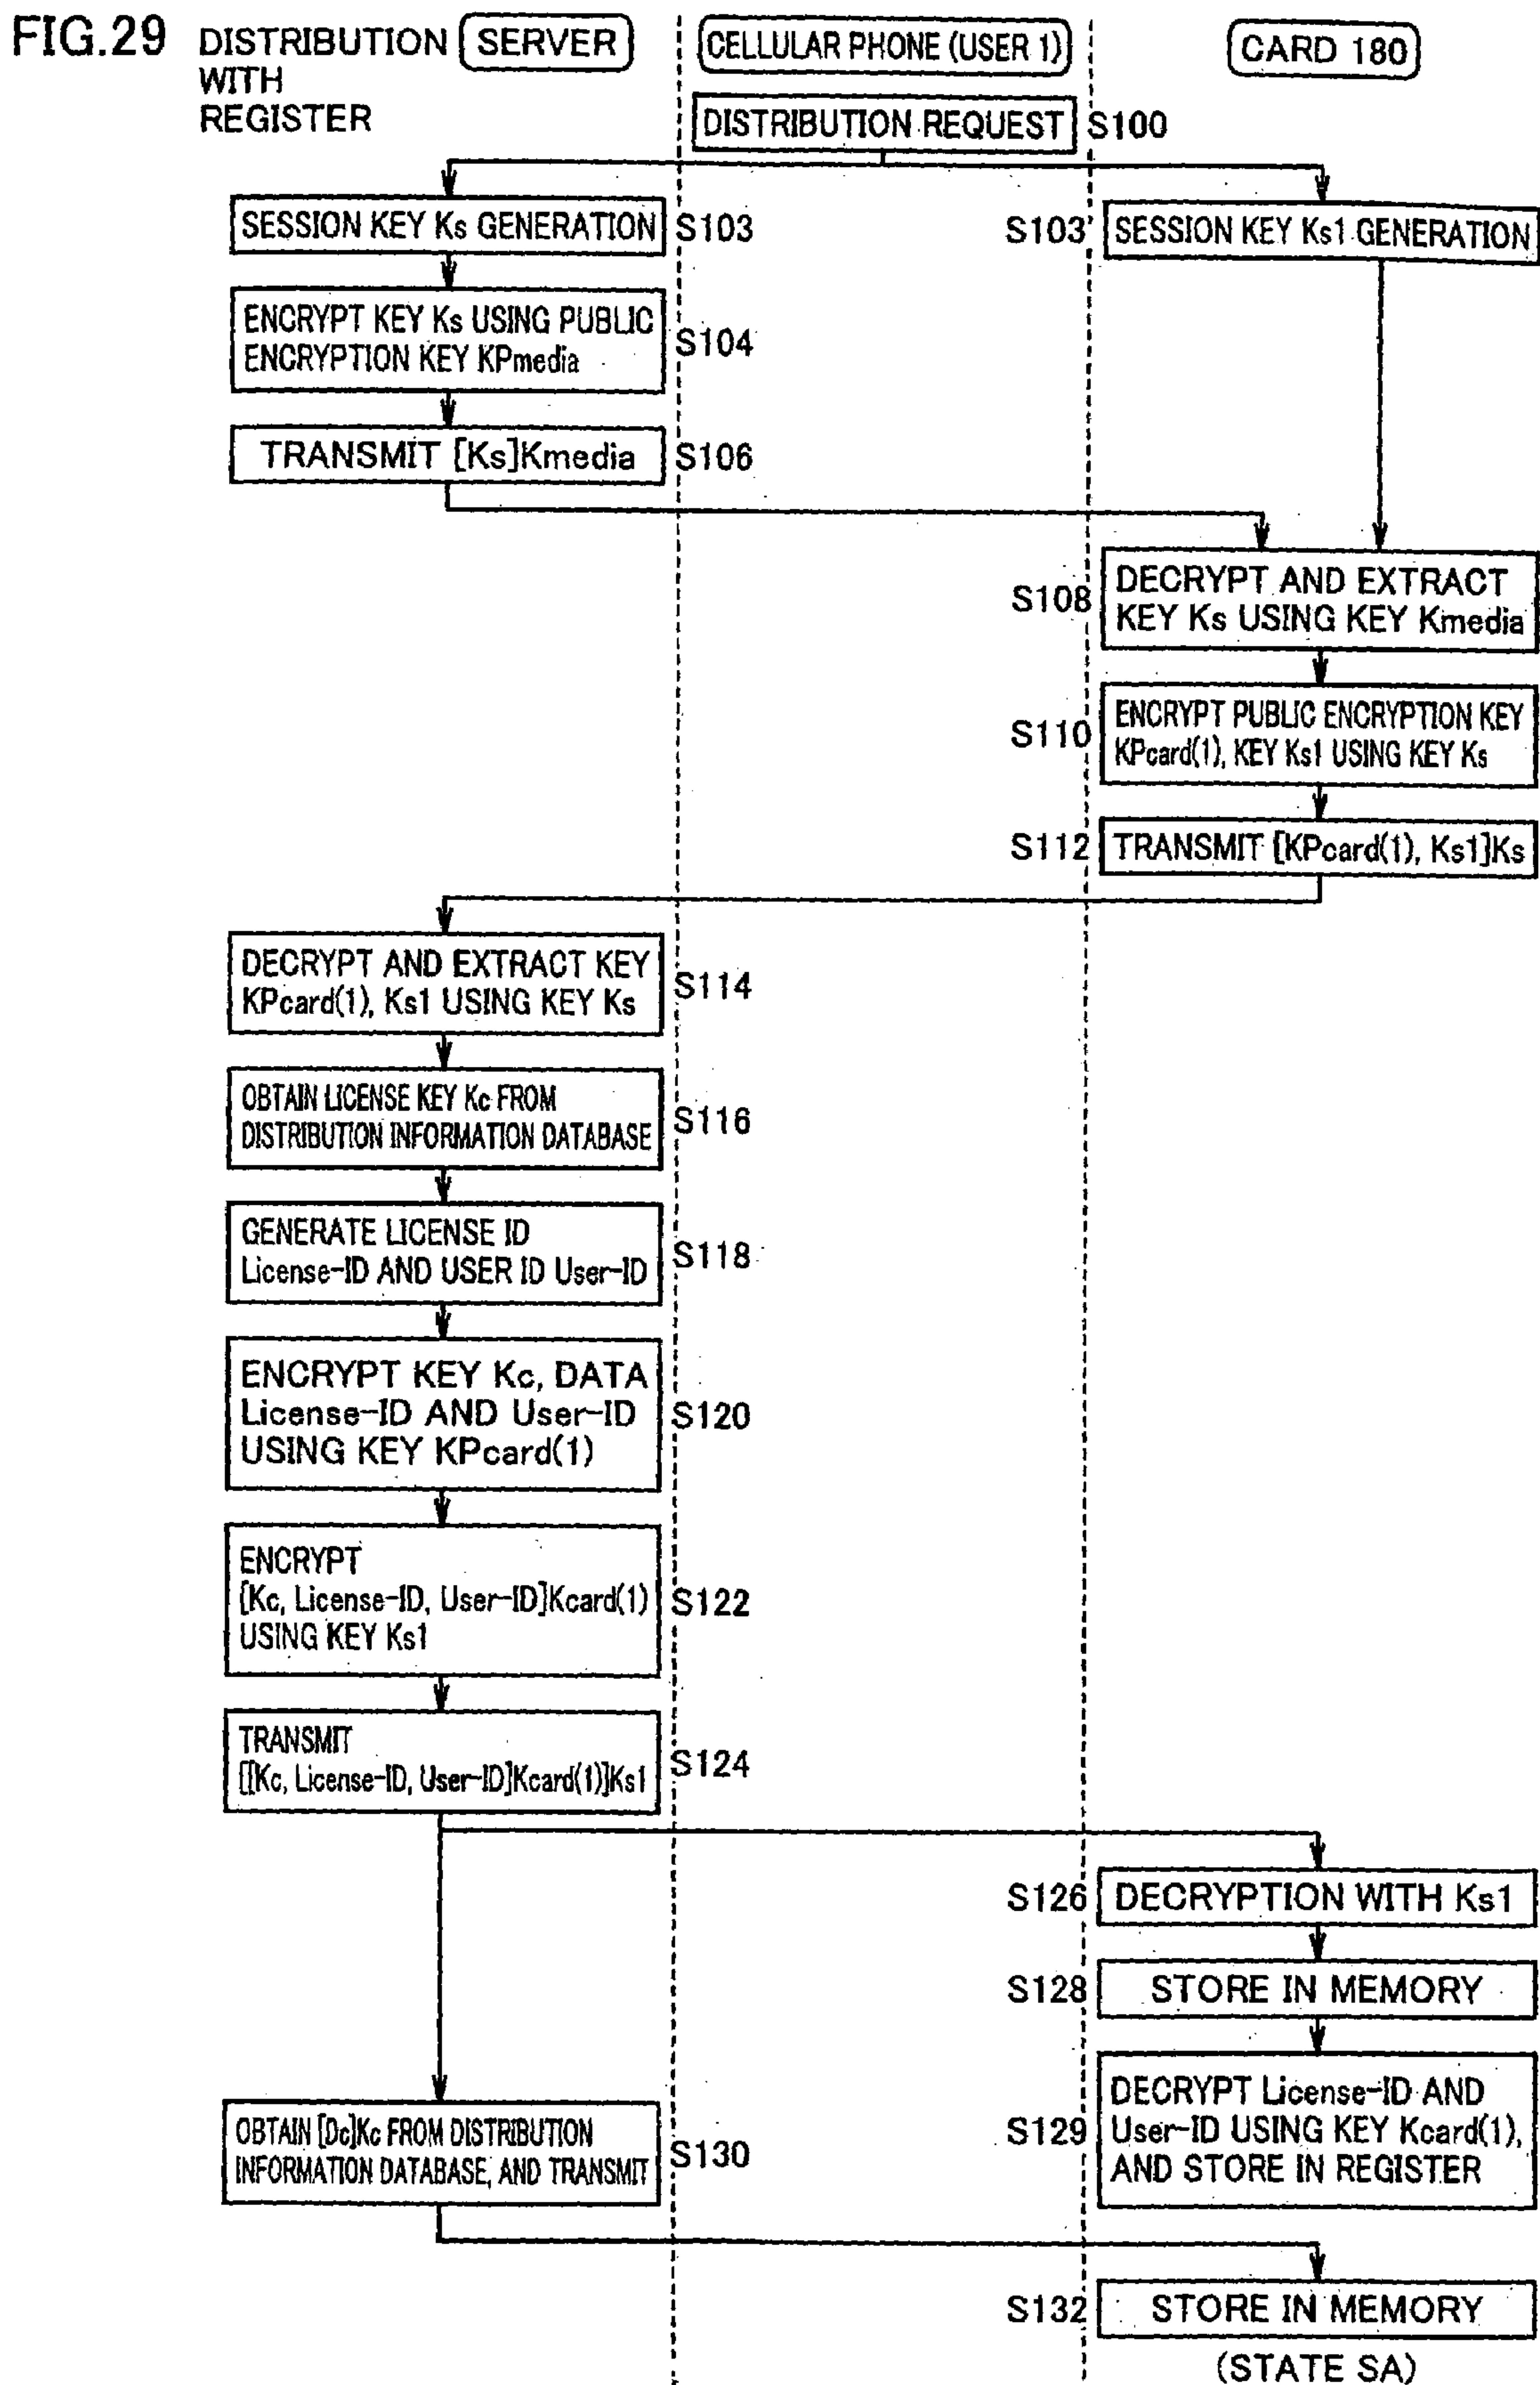 FIG.29
DISTRIBUTION
WITH
REGISTER
SERVER
CELLULAR PHONE (USER 1)
CARD 180
DISTRIBUTION REQUEST
S100
SESSION KEY Ks GENERATION
S103
S103'
SESSION KEY Ks1 GENERATION
ENCRYPT KEY Ks USING PUBLIC
ENCRYPTION KEY KPmedia
S104
TRANSMIT [Ks]Kmedia
S106
S108
DECRYPT AND EXTRACT
KEY Ks USING KEY Kmedia
S110
ENCRYPT PUBLIC ENCRYPTION KEY
KPcard(1), KEY Ks1 USING KEY Ks
S112
TRANSMIT [KPcard(1), Ks1]Ks
DECRYPT AND EXTRACT KEY
KPcard(1), Ks1 USING KEY Ks
S114
OBTAIN LICENSE KEY Kc FROM
DISTRIBUTION INFORMATION DATABASE
S116
GENERATE LICENSE ID
License-ID AND USER ID User-ID
S118
ENCRYPT KEY Kc, DATA
License-ID AND User-ID
USING KEY KPcard(1)
S120
ENCRYPT
[Kc, License-ID, User-ID]Kcard(1)
USING KEY Ks1
S122
TRANSMIT
[[Kc, License-ID, User-ID]Kcard(1)]Ks1
S124
S126
DECRYPTION WITH Ks1
S128
STORE IN MEMORY
S129
DECRYPT License-ID AND
User-ID USING KEY Kcard(1),
AND STORE IN REGISTER
OBTAIN [Dc]Kc FROM DISTRIBUTION
INFORMATION DATABASE, AND TRANSMIT
S130
S132
STORE IN MEMORY
(STATE SA)